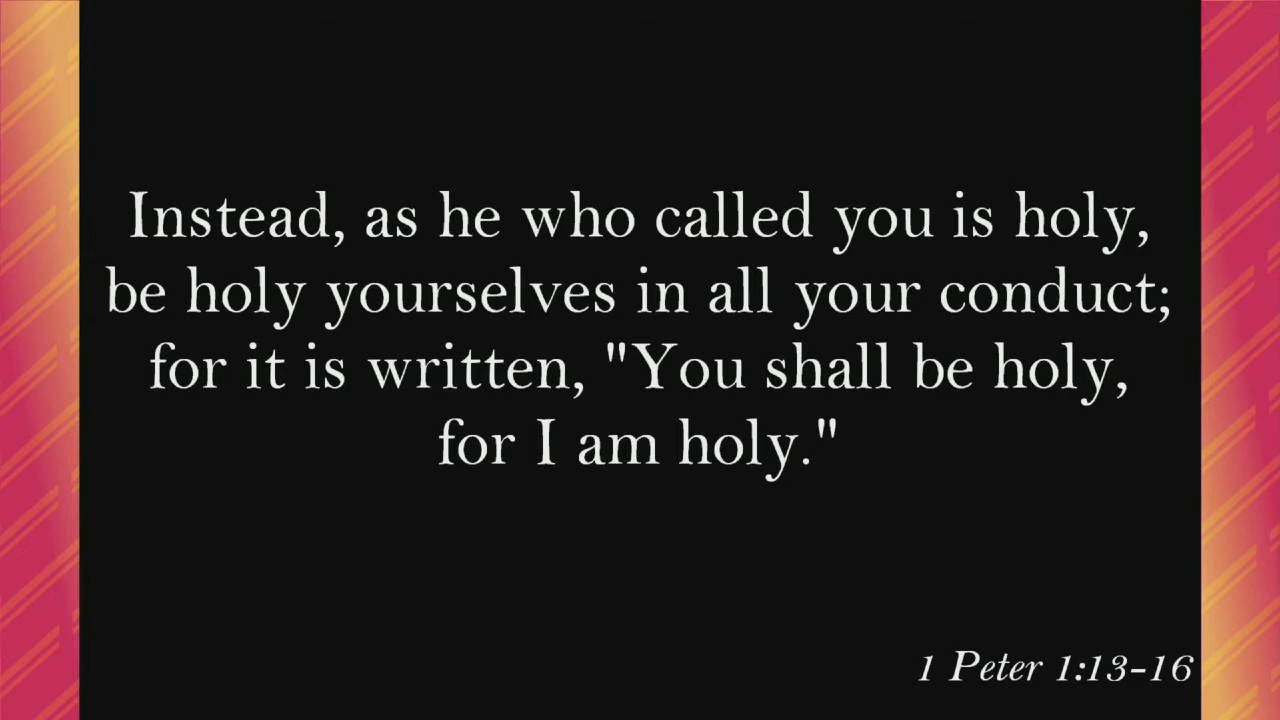 Instead, as he who called you is holy,
be holy yourselves in all your conduct;
for it is written, "You shall be holy,
for I am holy."
1 Peter 1:13-16